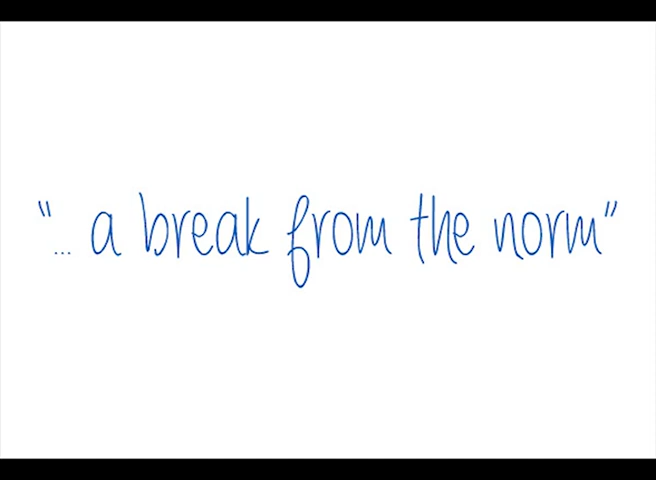 “... a break from the norm”